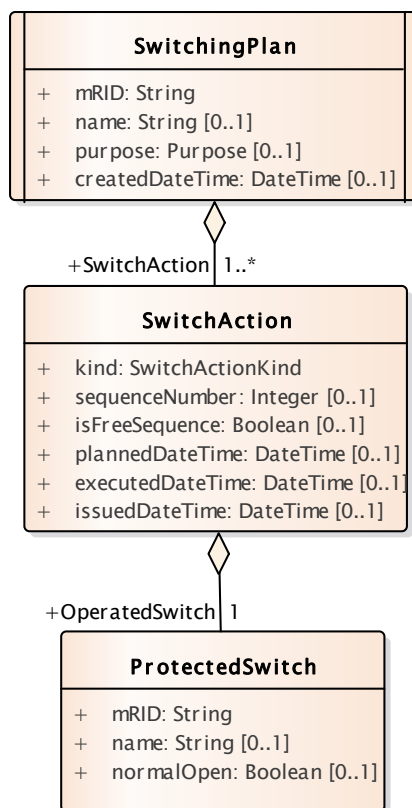 SwitchingPlan
+ mRID: String
+ name: String [0..1]
+ purpose: Purpose [0..1]
+ createdDateTime: DateTime [0..1]
+SwitchAction 1..*
SwitchAction
+ kind: SwitchActionKind
+ sequenceNumber: Integer [0..1]
+ isFreeSequence: Boolean [0..1]
+ plannedDateTime: DateTime [0..1]
+ executedDateTime: DateTime [0..1]
+ issuedDateTime: DateTime [0..1]
+OperatedSwitch 1
ProtectedSwitch
+ mRID: String
+ name: String [0..1]
+ normalOpen: Boolean [0..1]